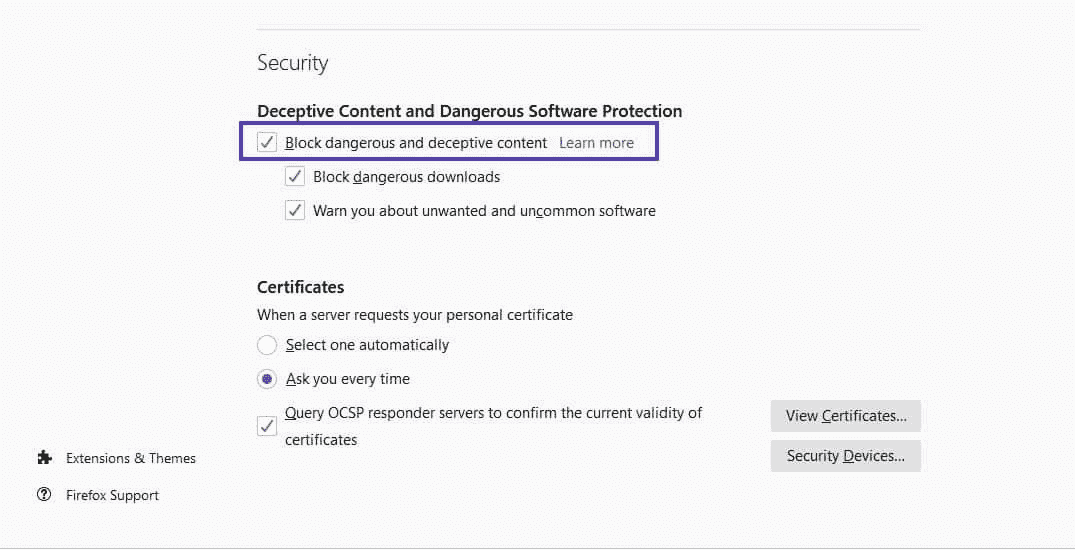 Security
Deceptive Content and Dangerous Software Protection
Block dangerous and deceptive content Learn more
Block dangerous downloads
Warn you about unwanted and uncommon software
Certificates
When a server requests your personal certificate
Select one automatically
Ask you every time
Query OCSP responder servers to confirm the current validity of
certificates
View Certificates...
Security Devices...
Extensions & Themes
Firefox Support